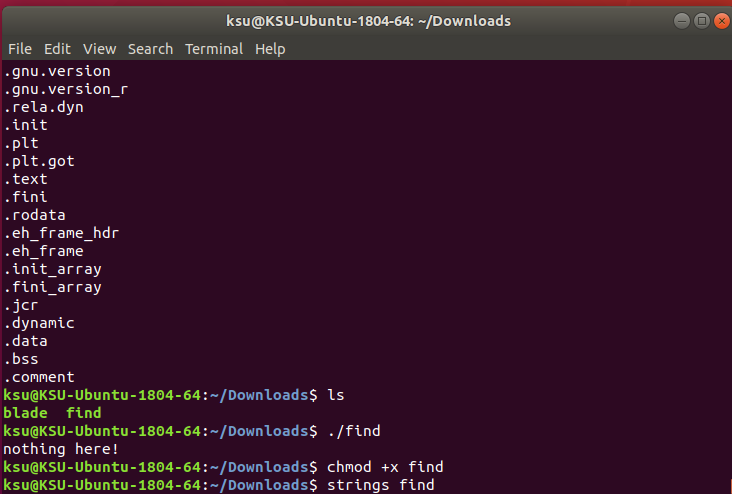 ksu@KSU-Ubuntu-1804-64: ~/Downloads
File Edit View Search Terminal Help
.gnu.version
.gnu.version_r
.rela.dyn
.init
.plt
.plt.got
.text
.fini
.rodata
.eh_frame_hdr
.eh_frame
.init_array
.fini_array
.jcr
.dynamic
.data
.bss
.comment
ksu@KSU-Ubuntu-1804-64:~/Downloads$ ls
blade  find
ksu@KSU-Ubuntu-1804-64:~/Downloads$ ./find
nothing here!
ksu@KSU-Ubuntu-1804-64:~/Downloads$ chmod +x find
ksu@KSU-Ubuntu-1804-64:~/Downloads$ strings find